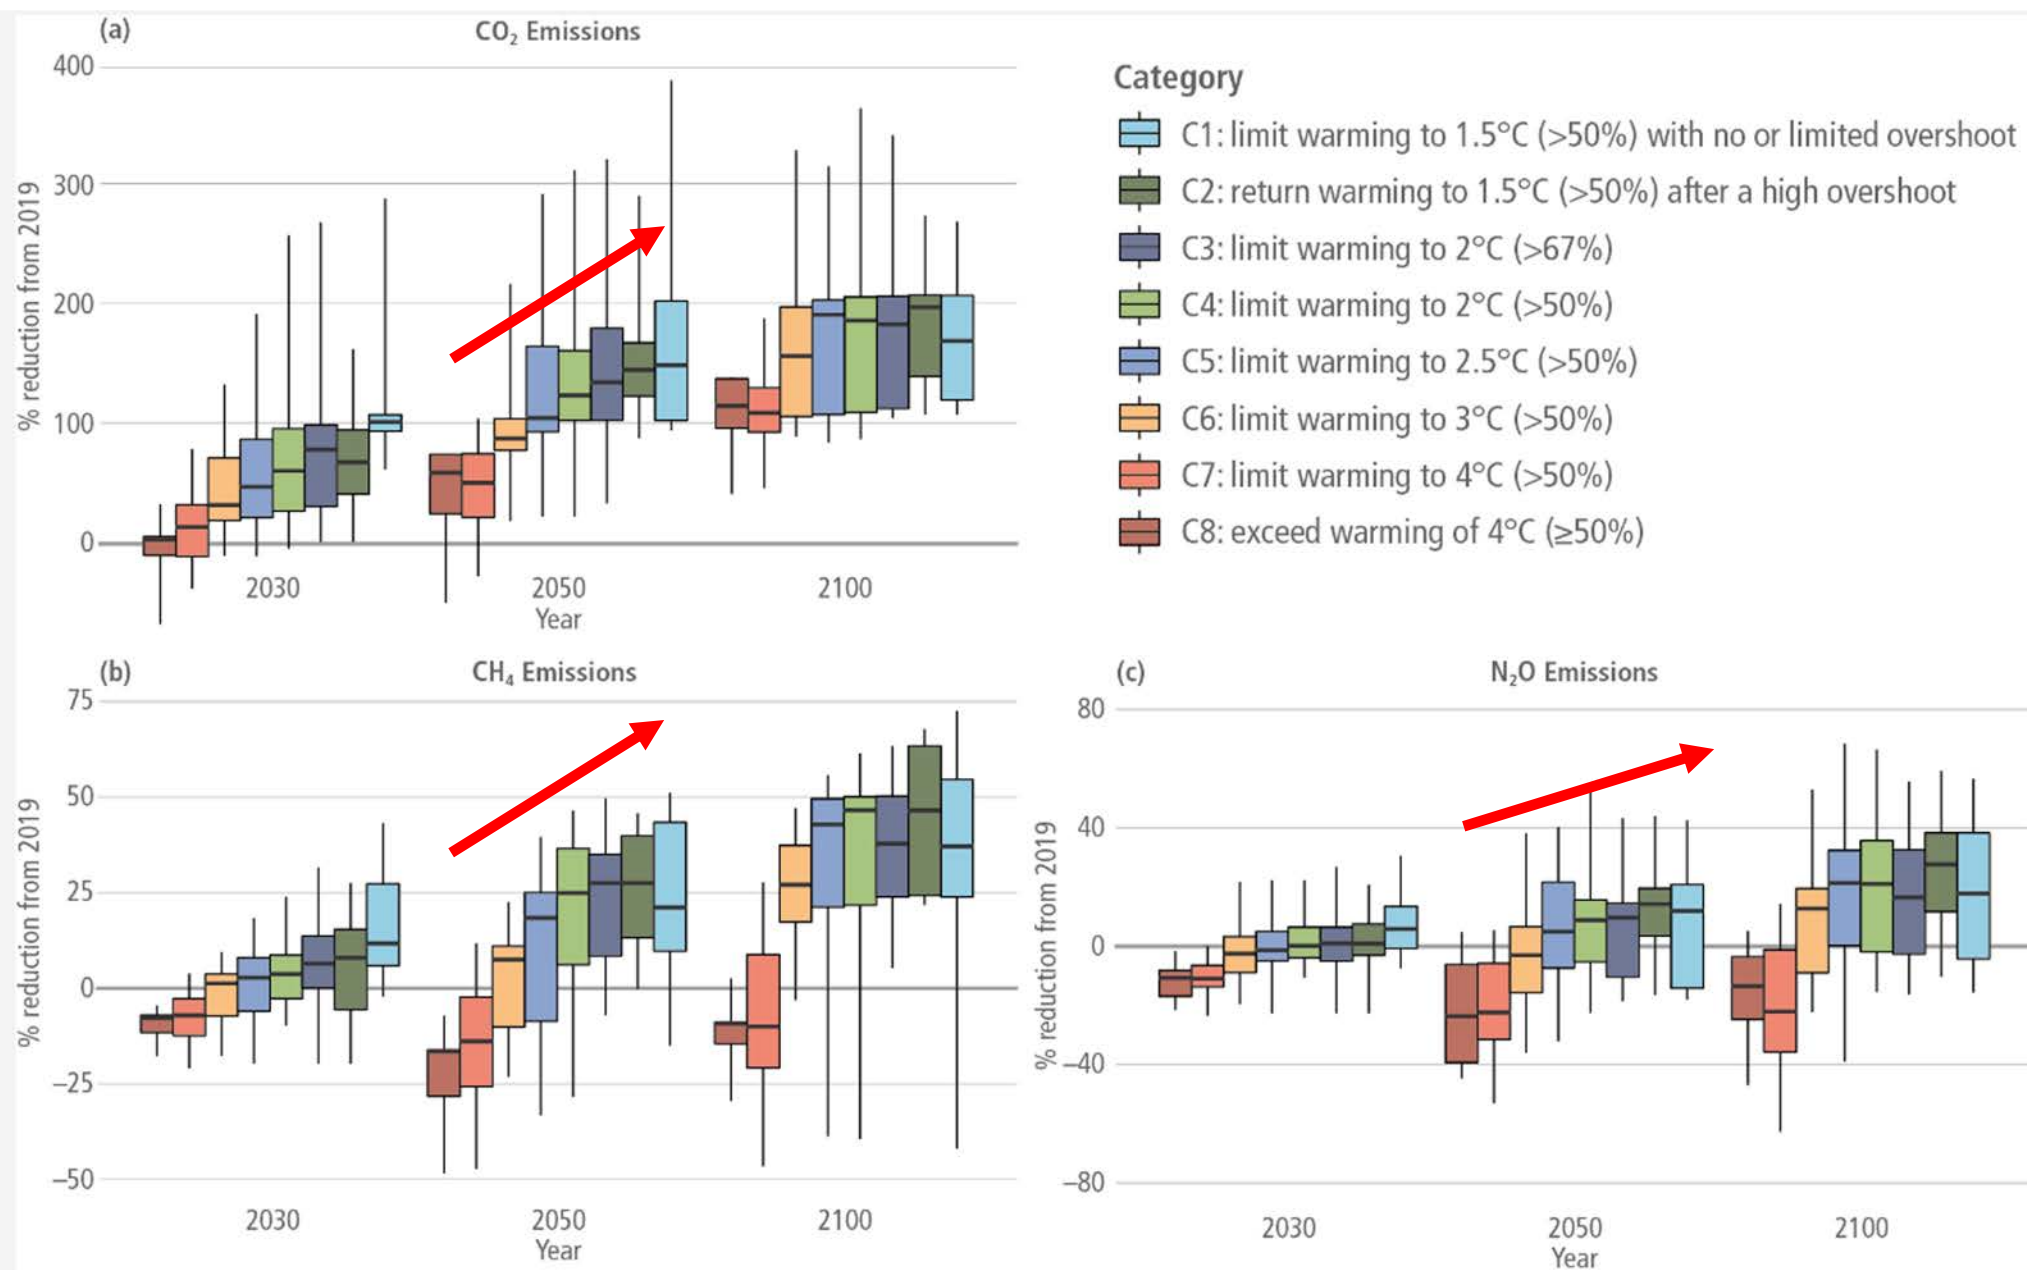 (a)
CO₂ Emissions
400
300
200
100
0
% reduction from 2019
2030
2050
2100
Year
Category
C1: limit warming to 1.5°C (>50%) with no or limited overshoot
C2: return warming to 1.5°C (>50%) after a high overshoot
C3: limit warming to 2°C (>67%)
C4: limit warming to 2°C (>50%)
C5: limit warming to 2.5°C (>50%)
C6: limit warming to 3°C (>50%)
C7: limit warming to 4°C (>50%)
C8: exceed warming of 4°C (≥50%)
(b)
CH₄ Emissions
75
50
25
0
−25
−50
% reduction from 2019
2030
2050
2100
Year
(c)
N₂O Emissions
80
40
0
−40
−80
% reduction from 2019
2030
2050
2100
Year